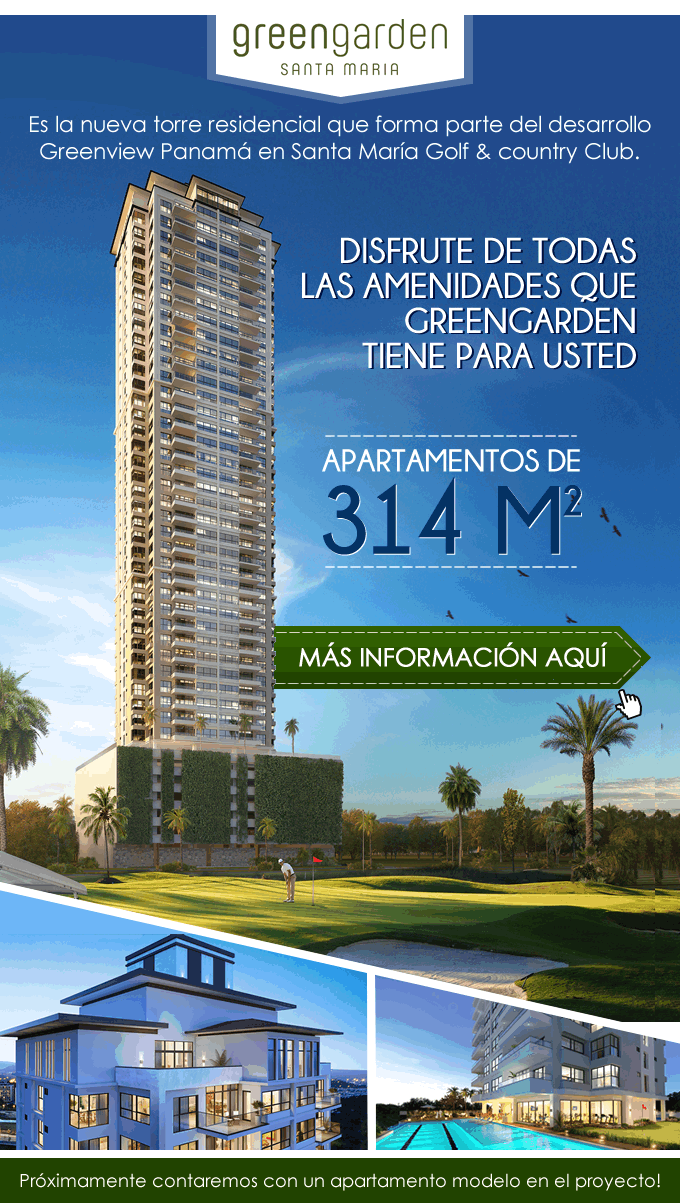 greengarden
SANTA MARIA
Es la nueva torre residencial que forma parte del desarrollo
Greenview Panamá en Santa María Golf & country Club.
DISFRUTE DE TODAS
LAS AMENIDADES QUE
GREENGARDEN
TIENE PARA USTED
APARTAMENTOS DE
314 M²
MÁS INFORMACIÓN AQUÍ
Próximamente contaremos con un apartamento modelo en el proyecto!